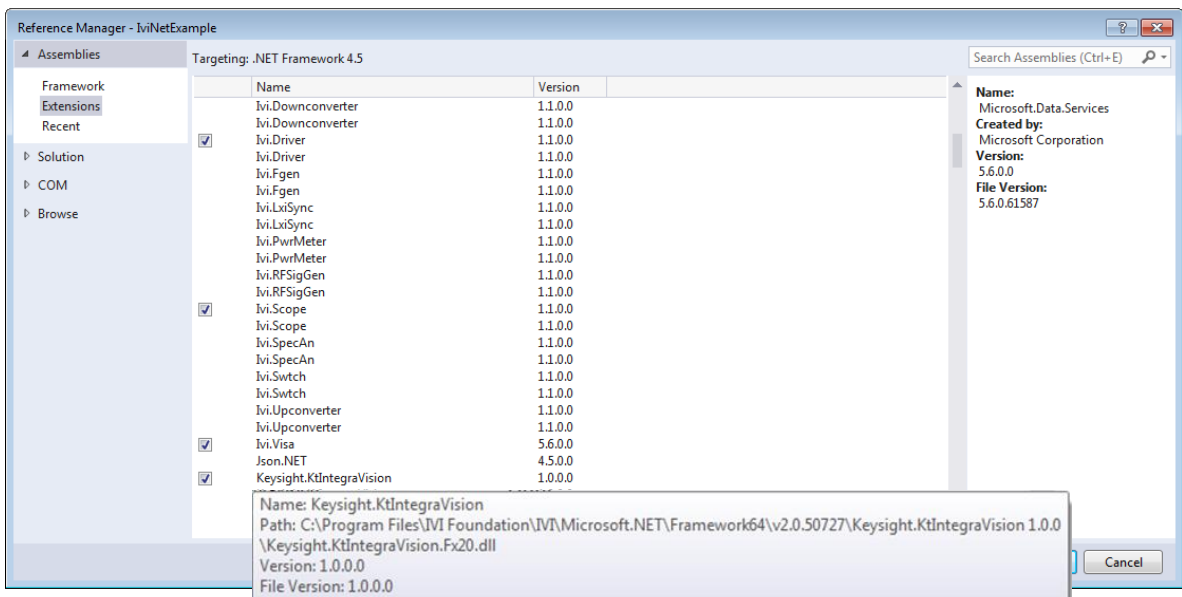 Reference Manager - IviNetExample
Assemblies
Framework
Extensions
Recent
Solution
COM
Browse
Targeting: .NET Framework 4.5
Search Assemblies (Ctrl+E)
Name Version
Ivi.Downconverter 1.1.0.0
Ivi.Downconverter 1.1.0.0
Ivi.Driver 1.1.0.0
Ivi.Driver 1.1.0.0
Ivi.Fgen 1.1.0.0
Ivi.Fgen 1.1.0.0
Ivi.LxiSync 1.1.0.0
Ivi.LxiSync 1.1.0.0
Ivi.PwrMeter 1.1.0.0
Ivi.PwrMeter 1.1.0.0
Ivi.RFSigGen 1.1.0.0
Ivi.RFSigGen 1.1.0.0
Ivi.Scope 1.1.0.0
Ivi.Scope 1.1.0.0
Ivi.SpecAn 1.1.0.0
Ivi.SpecAn 1.1.0.0
Ivi.Swtch 1.1.0.0
Ivi.Swtch 1.1.0.0
Ivi.Upconverter 1.1.0.0
Ivi.Upconverter 1.1.0.0
Ivi.Visa 5.6.0.0
Json.NET 4.5.0.0
Keysight.KtIntegraVision 1.0.0.0
Name: Keysight.KtIntegraVision
Path: C:\Program Files\IVI Foundation\IVI\Microsoft.NET\Framework64\v2.0.50727\Keysight.KtIntegraVision 1.0.0
\Keysight.KtIntegraVision.Fx20.dll
Version: 1.0.0.0
File Version: 1.0.0.0
Name:
Microsoft.Data.Services
Created by:
Microsoft Corporation
Version:
5.6.0.0
File Version:
5.6.0.61587
Cancel